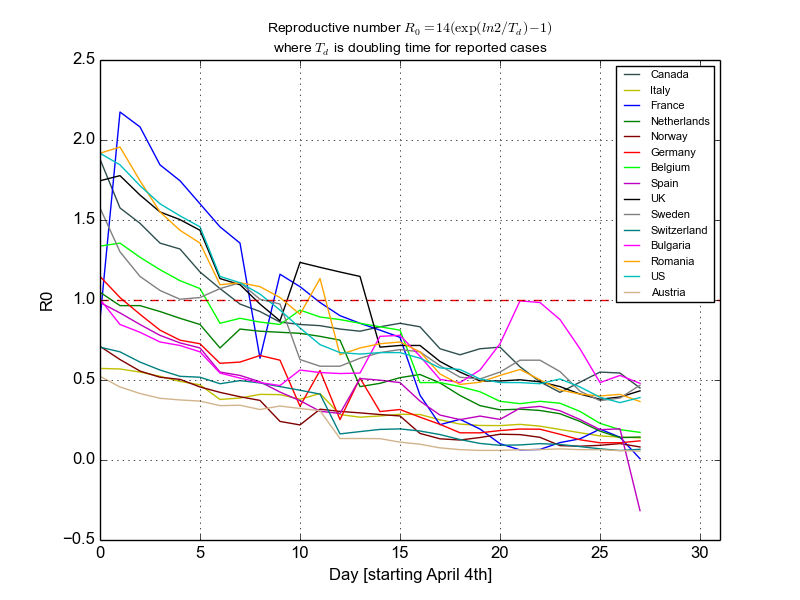 Reproductive number R₀ =14(exp(ln2/T_d)−1)
where T_d is doubling time for reported cases
2.5
2.0
1.5
1.0
0.5
0.0
−0.5
R0
0 5 10 15 20 25 30
Day [starting April 4th]
Canada
Italy
France
Netherlands
Norway
Germany
Belgium
Spain
UK
Sweden
Switzerland
Bulgaria
Romania
US
Austria